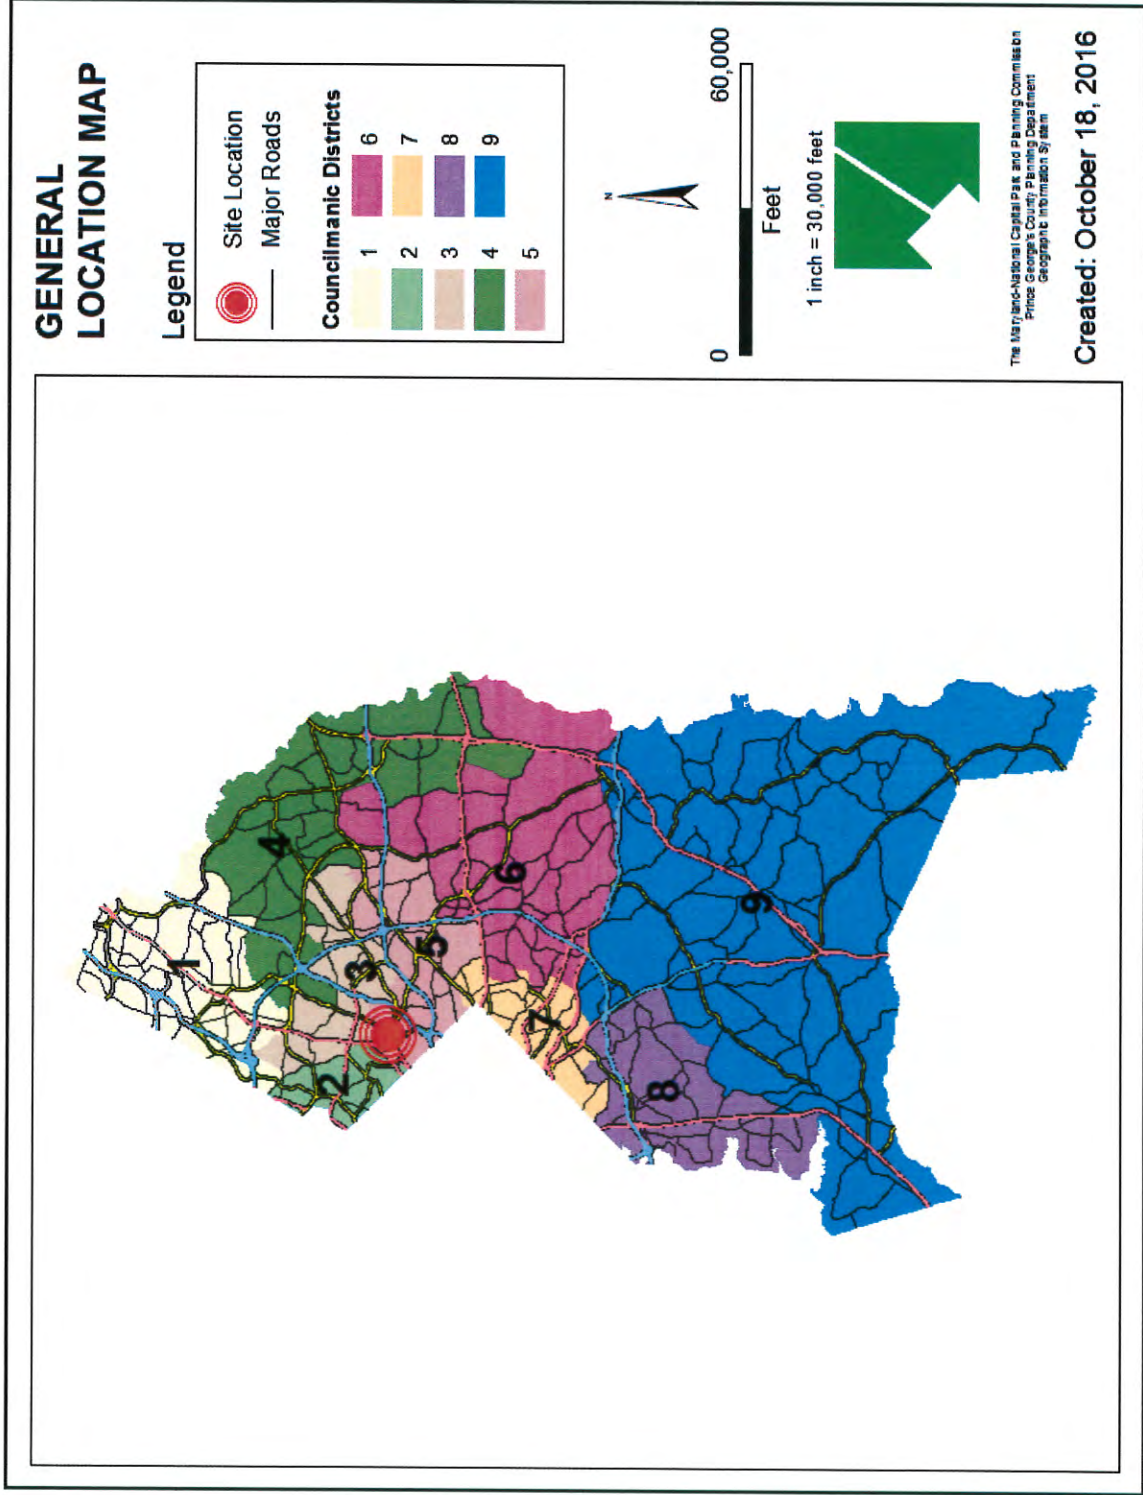 GENERAL
LOCATION MAP
Legend
Site Location
Major Roads
Councilmanic Districts
1
6
2
7
3
8
4
9
5
N
0
60,000
Feet
1 inch = 30,000 feet
The Maryland-National Capital Park and Planning Commission
Prince George's County Planning Department
Geographic Information System
Created: October 18, 2016
1
2
3
4
5
6
7
8
9